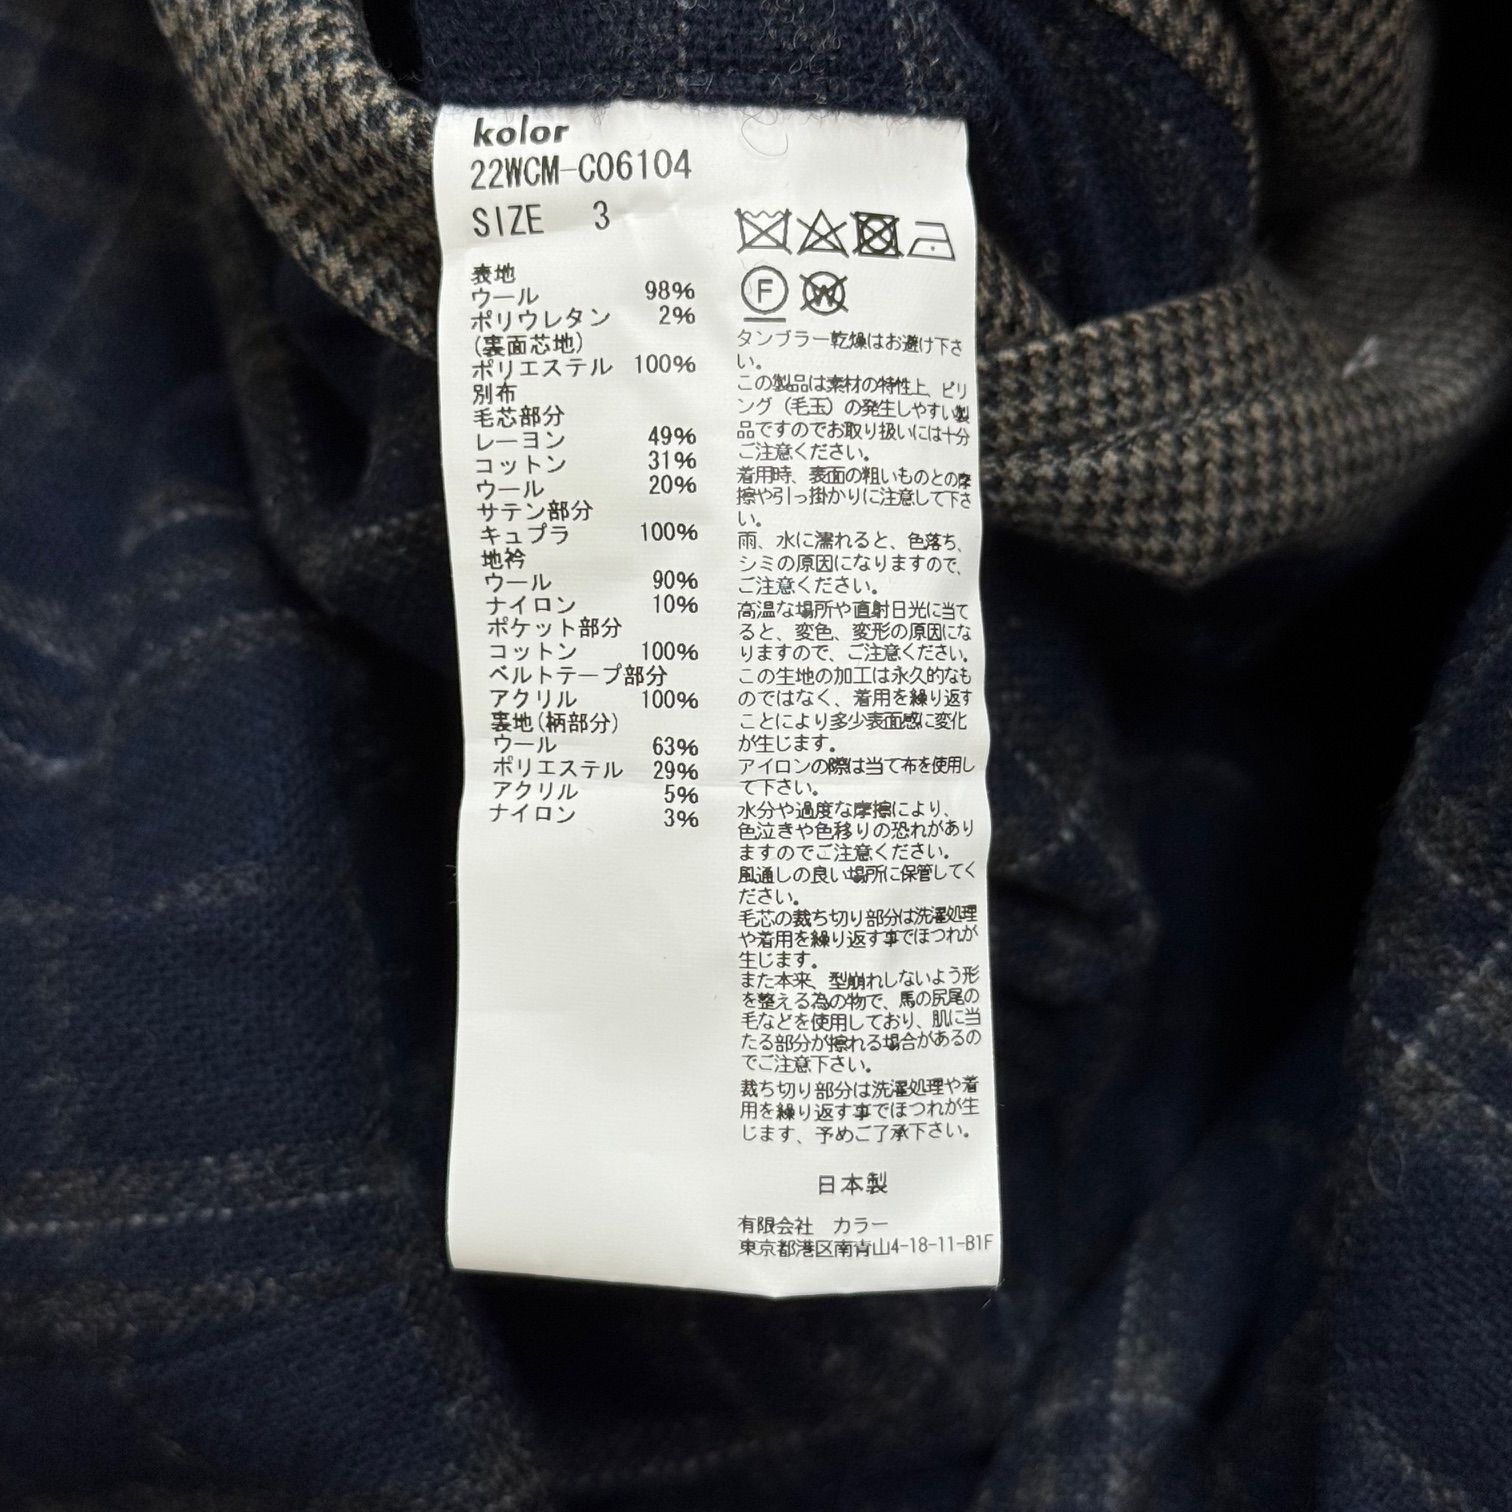 kolor
22WCM-C06104
SIZE 3
表地
ウール 98%
ポリウレタン 2%
(裏面芯地)
ポリエステル 100%
別布
毛芯部分
レーヨン 49%
コットン 31%
ウール 20%
サテン部分
キュプラ 100%
地衿
ウール 90%
ナイロン 10%
ポケット部分
コットン 100%
ベルトテープ部分
アクリル 100%
裏地(柄部分)
ウール 63%
ポリエステル 29%
アクリル 5%
ナイロン 3%
F W
タンブラー乾燥はお避け下さ
い。
この製品は素材の特性上、ピリ
ング(毛玉)の発生しやすい製
品ですのでお取り扱いには十分
ご注意ください。
着用時、表面の粗いものとの摩
擦や引っ掛かりに注意して下さ
い。
雨、水に濡れると、色落ち、
シミの原因になりますので、
ご注意ください。
高温な場所や直射日光に当て
ると、変色、変形の原因にな
りますので、ご注意ください。
この生地の加工は永久的なも
のではなく、着用を繰り返す
ことにより多少表面感に変化
が生じます。
アイロンの際は当て布を使用し
て下さい。
水分や過度な摩擦により、
色泣きや色移りの恐れがあり
ますのでご注意ください。
風通しの良い場所に保管してく
ださい。
毛芯の裁ち切り部分は洗濯処理
や着用を繰り返す事でほつれが
生じます。
また本来、型崩れしないよう形
を整える為の物で、馬の尻尾の
毛などを使用しており、肌に当
たる部分が擦れる場合があるの
でご注意下さい。
裁ち切り部分は洗濯処理や着
用を繰り返す事でほつれが生
じます、予めご了承下さい。
日本製
有限会社 カラー
東京都港区南青山4-18-11-B1F